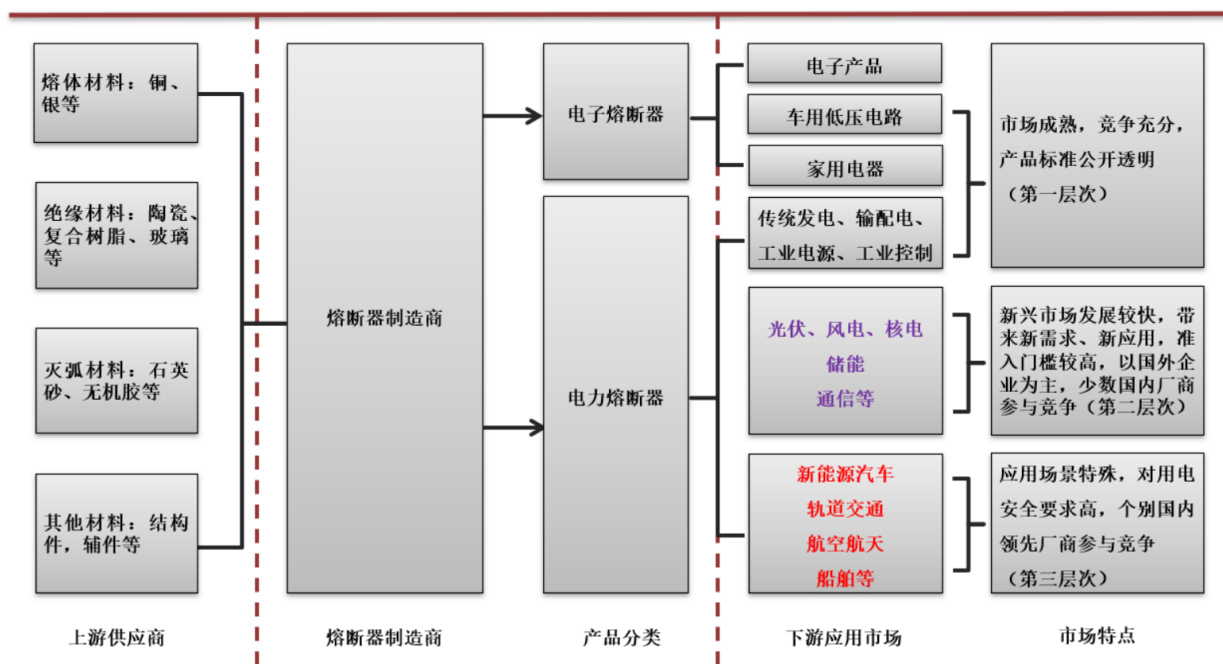 熔体材料：铜、
银等
绝缘材料：陶瓷、
复合树脂、玻璃
等
灭弧材料：石英
砂、无机胶等
其他材料：结构
件，辅件等
上游供应商
熔断器制造商
熔断器制造商
电子熔断器
电力熔断器
产品分类
电子产品
车用低压电路
家用电器
传统发电、输配电、
工业电源、工业控制
光伏、风电、核电
储能
通信等
新能源汽车
轨道交通
航空航天
船舶等
下游应用市场
市场成熟，竞争充分，
产品标准公开透明
（第一层次）
新兴市场发展较快，带
来新需求、新应用，准
入门槛较高，以国外企
业为主，少数国内厂商
参与竞争（第二层次）
应用场景特殊，对用电
安全要求高，个别国内
领先厂商参与竞争
（第三层次）
市场特点